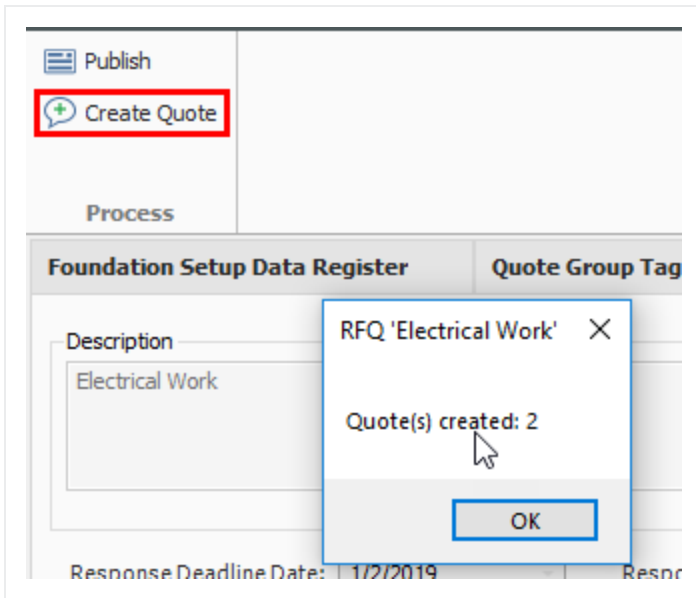 Publish
Create Quote
Process
Foundation Setup Data Register
Quote Group Tag
RFQ 'Electrical Work'
Description
Electrical Work
Quote(s) created: 2
OK
Response Deadline Date: 1/2/2019
Respo